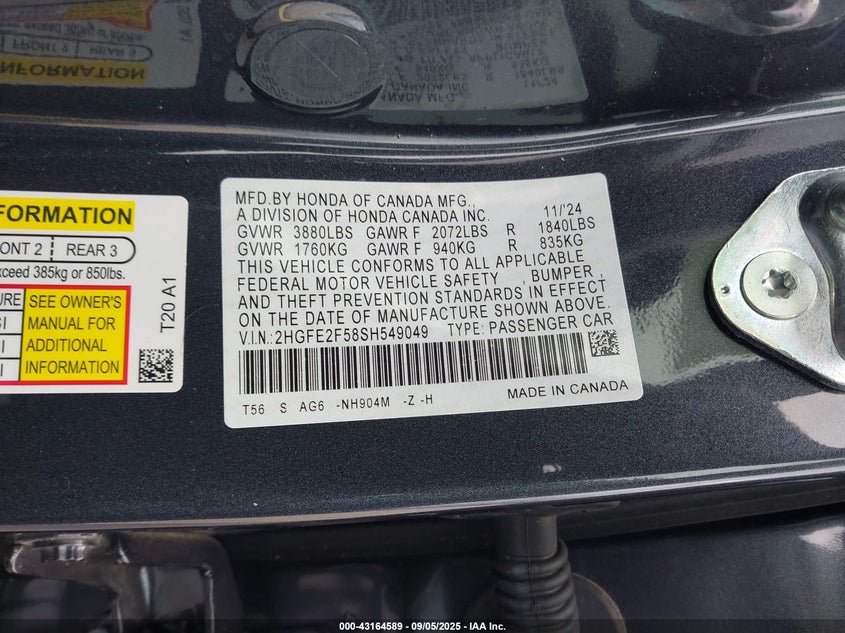 FORMATION
ONT 2 REAR 3
xceed 385kg or 850lbs.
URE SEE OWNER'S
SI MANUAL FOR
I ADDITIONAL
I INFORMATION
T20 A1
MFD.BY HONDA OF CANADA MFG.,
A DIVISION OF HONDA CANADA INC. 11/'24
GVWR 3880LBS GAWR F 2072LBS R 1840LBS
GVWR 1760KG GAWR F 940KG R 835KG
THIS VEHICLE CONFORMS TO ALL APPLICABLE
FEDERAL MOTOR VEHICLE SAFETY , BUMPER ,
AND THEFT PREVENTION STANDARDS IN EFFECT
ON THE DATE OF MANUFACTURE SHOWN ABOVE.
V.I.N.: 2HGFE2F58SH549049 TYPE: PASSENGER CAR
T56 S AG6 -NH904M -Z -H MADE IN CANADA
000-43164589 - 09/05/2025 - IAA Inc.